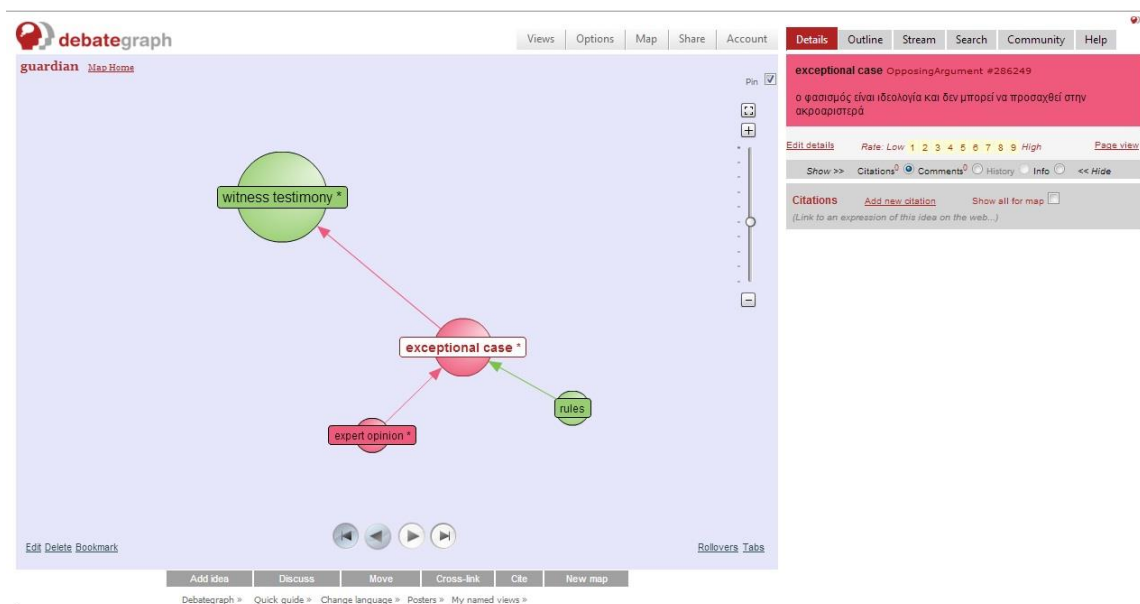 debategraph
Views Options Map Share Account
guardian Map Home
Pin
witness testimony *
exceptional case *
rules
expert opinion *
Edit Delete Bookmark
Rollovers Tabs
Add idea Discuss Move Cross-link Cite New map
Debategraph » Quick guide » Change language » Posters » My named views »
Details Outline Stream Search Community Help
exceptional case OpposingArgument #286249
ο φασισμός είναι ιδεολογία και δεν μπορεί να προσαχθεί στην
ακροαριστερά
Edit details Rate: Low 1 2 3 4 5 6 7 8 9 High Page view
Show >> Citations0 Comments0 History Info << Hide
Citations Add new citation Show all for map
(Link to an expression of this idea on the web...)